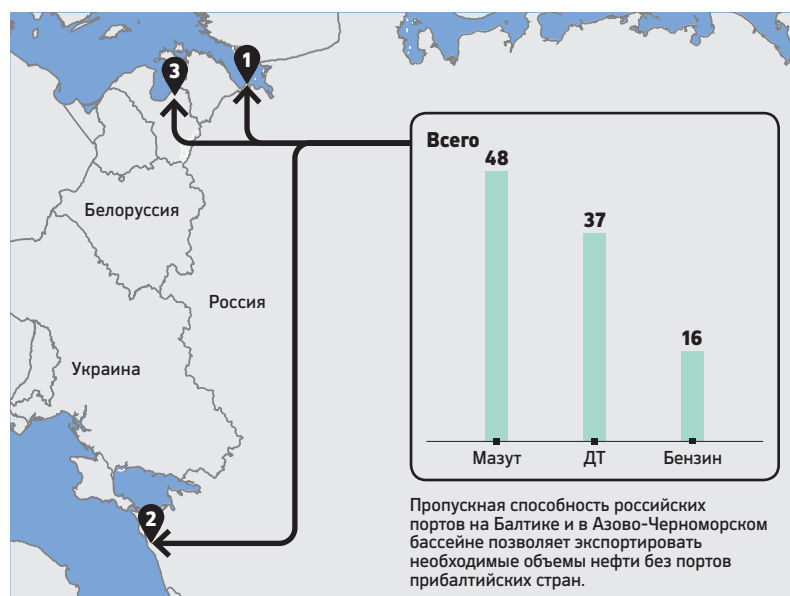 3
1
Всего
48
37
16
Белоруссия
Россия
Украина
Мазут
ДТ
Бензин
2
Пропускная способность российских
портов на Балтике и в Азово-Черноморском
бассейне позволяет экспортировать
необходимые объемы нефти без портов
прибалтийских стран.